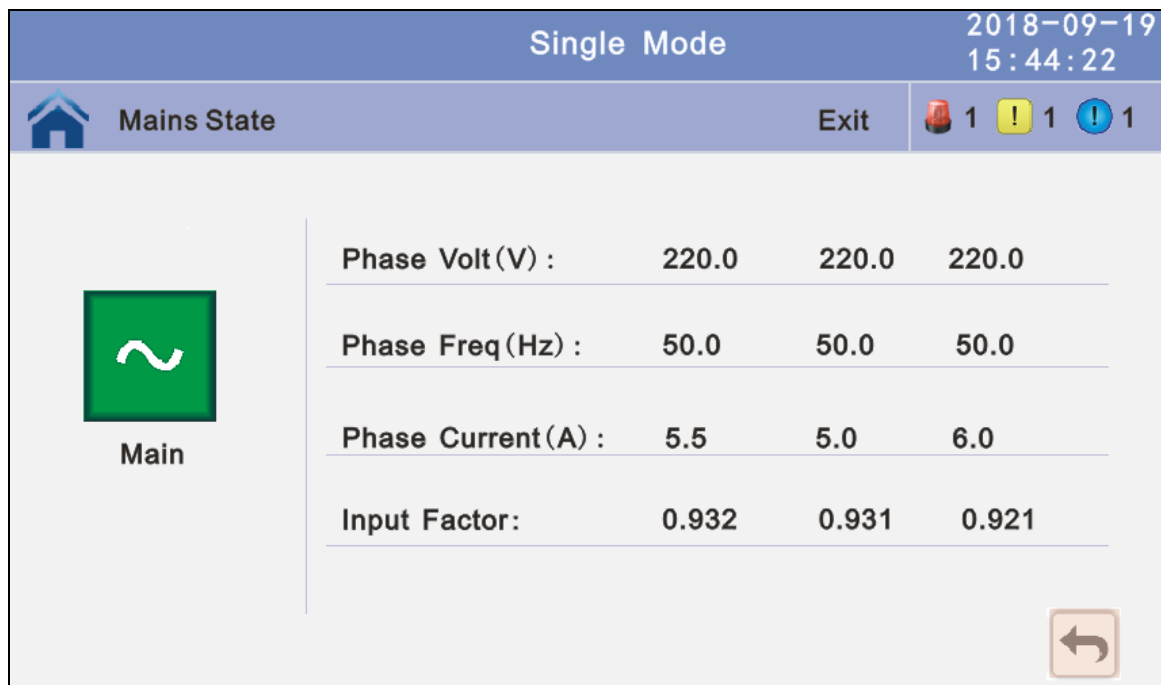 Single Mode
2018-09-19
15:44:22
Mains State Exit 1 ! 1 ! 1
Phase Volt(V): 220.0 220.0 220.0
Phase Freq(Hz): 50.0 50.0 50.0
Main
Phase Current(A): 5.5 5.0 6.0
Input Factor: 0.932 0.931 0.921